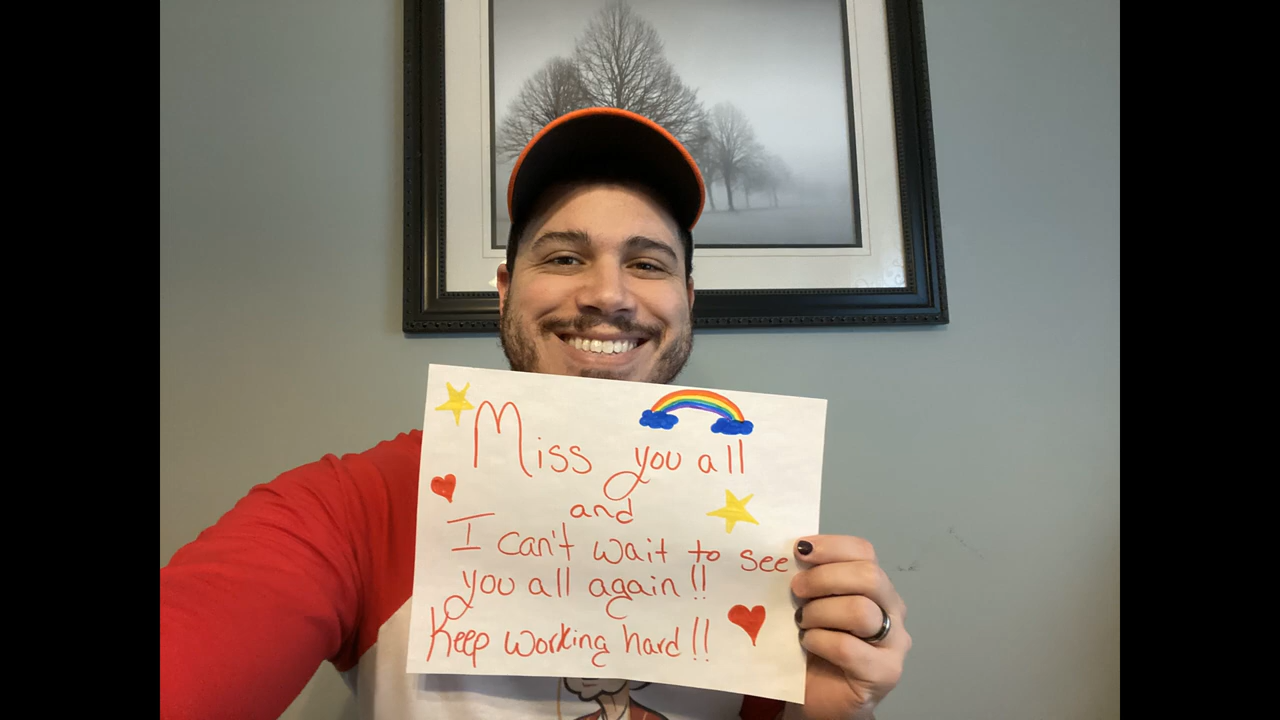 Miss you all
and
I can't wait to see
you all again!!
Keep working hard!!